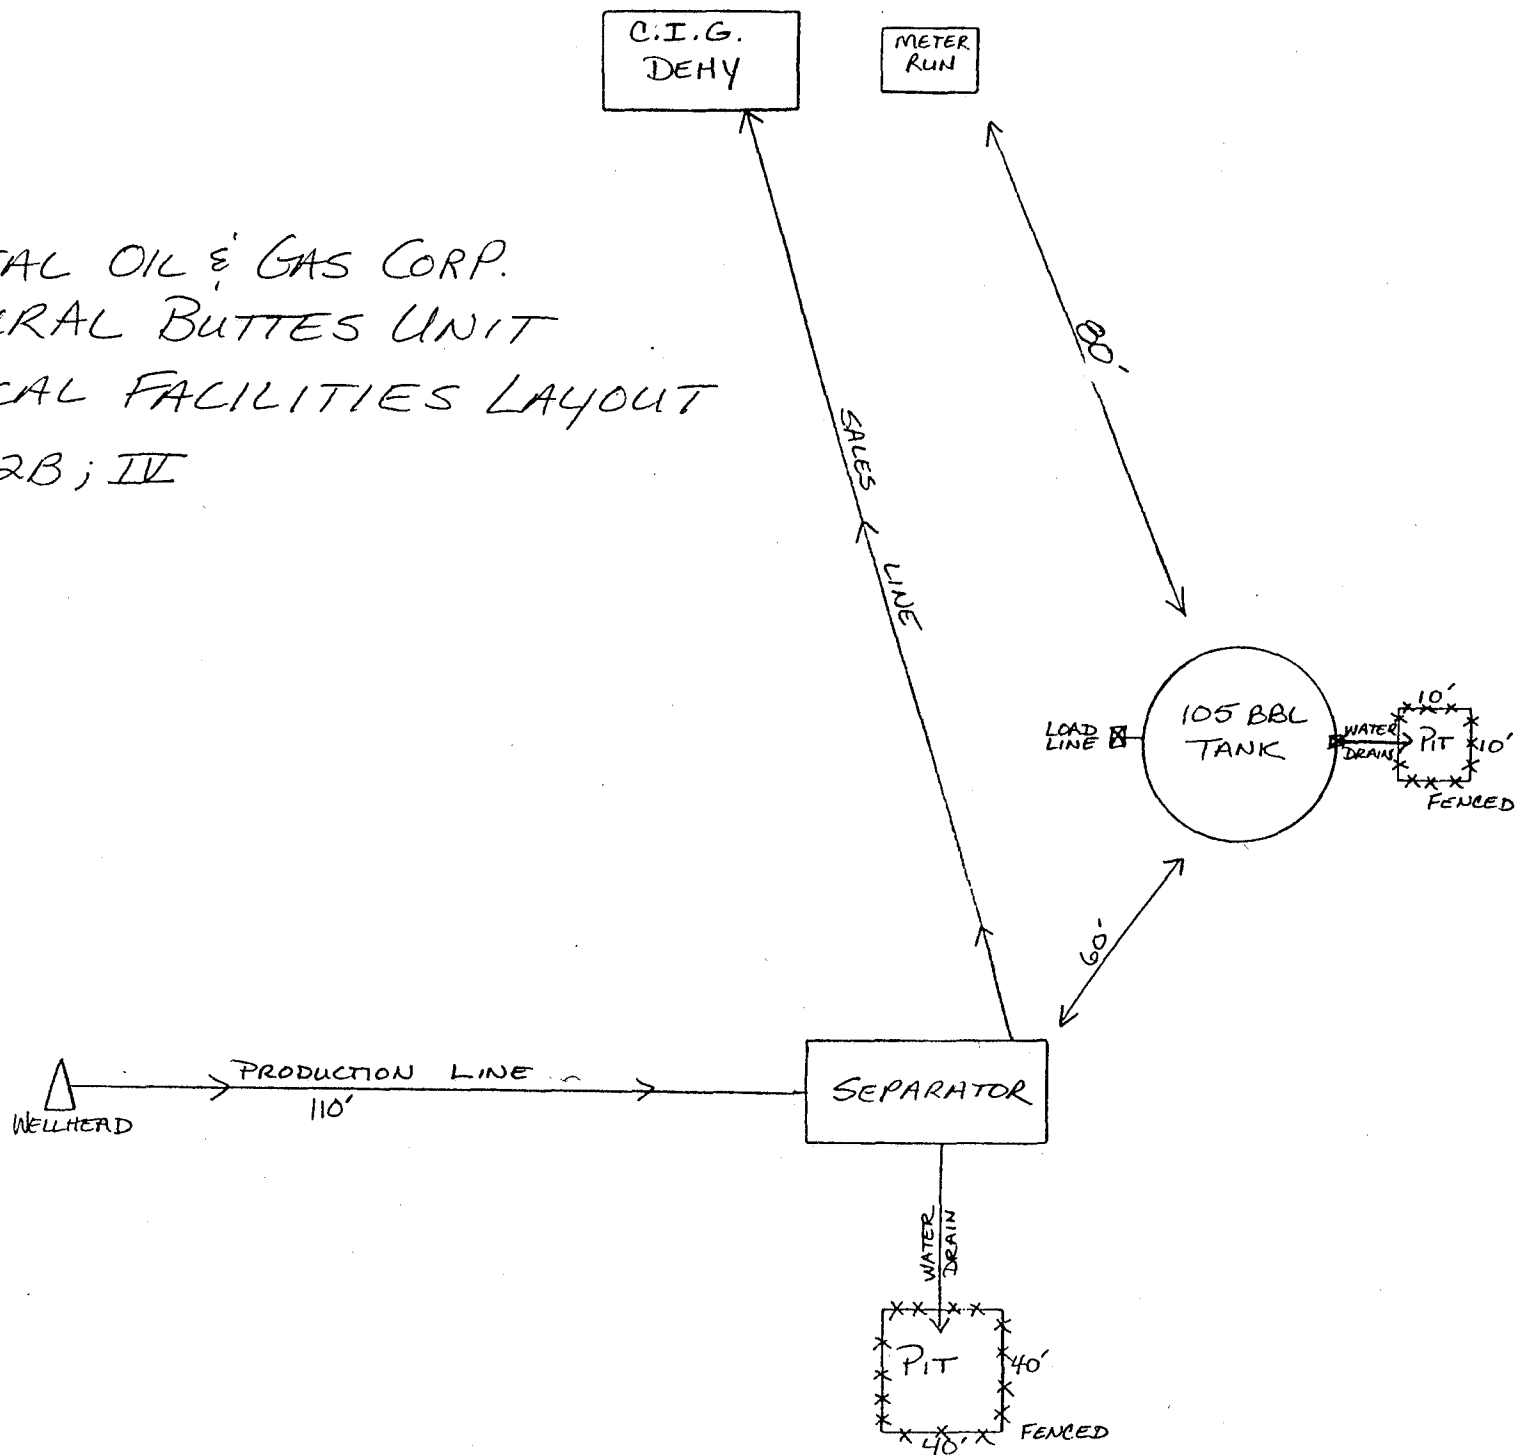 C.I.G.
DEHY
METER
RUN
TAL OIL & GAS CORP.
RAL BUTTES UNIT
CAL FACILITIES LAYOUT
2B; IV
80'
SALES LINE
LOAD
LINE
105 BBL
TANK
WATER
DRAIN
10'
PIT
10'
FENCED
60'
PRODUCTION LINE
110'
WELLHEAD
SEPARATOR
WATER
DRAIN
PIT
40'
40'
FENCED